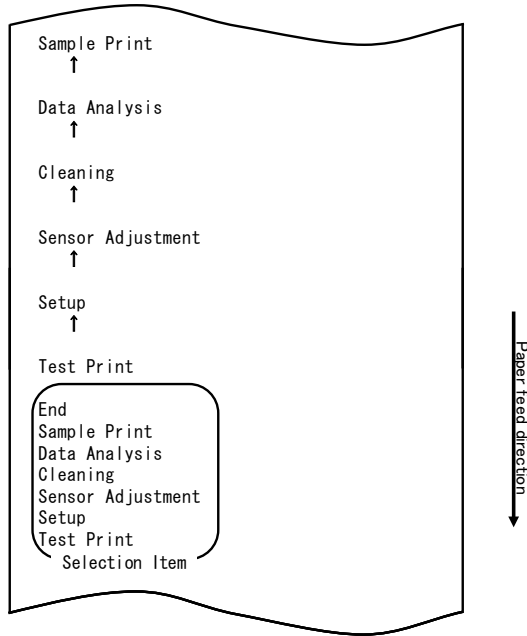 Sample Print
↑
Data Analysis
↑
Cleaning
↑
Sensor Adjustment
↑
Setup
↑
Test Print
End
Sample Print
Data Analysis
Cleaning
Sensor Adjustment
Setup
Test Print
Selection Item
Paper feed direction